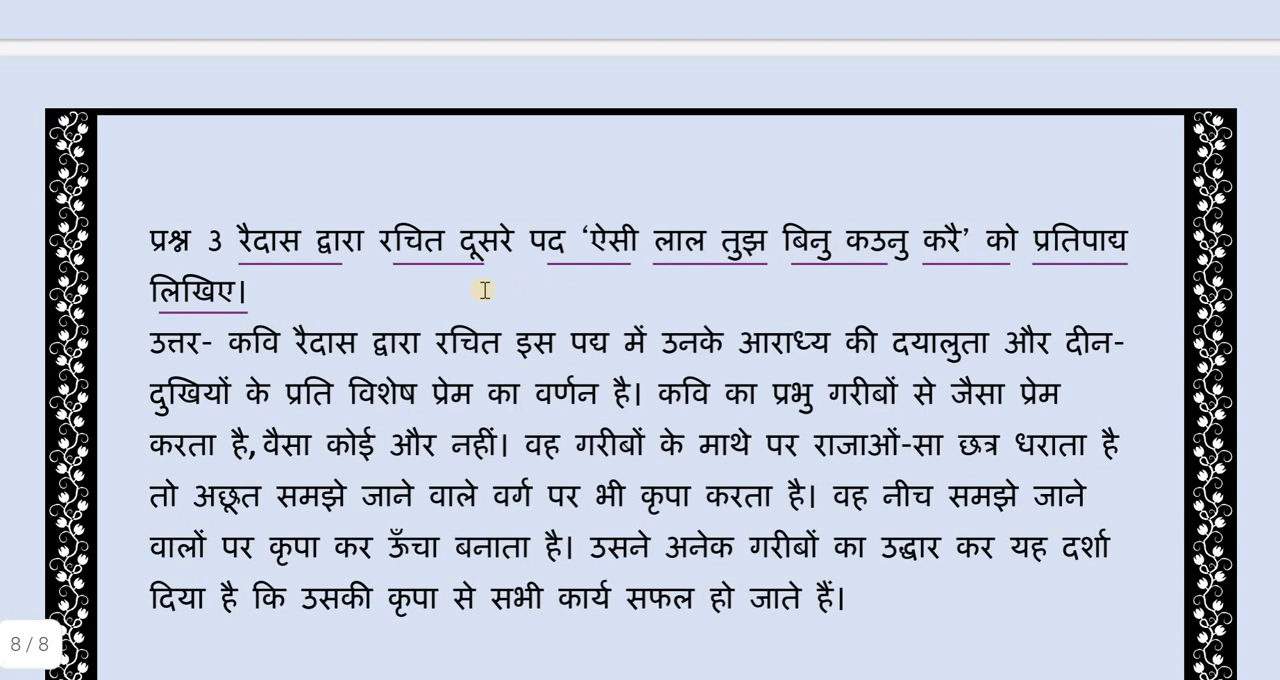 प्रश्न 3 रैदास द्वारा रचित दूसरे पद ‘ऐसी लाल तुझ बिनु कउनु करै’ को प्रतिपाद्य
लिखिए।
उत्तर- कवि रैदास द्वारा रचित इस पद्य में उनके आराध्य की दयालुता और दीन-
दुखियों के प्रति विशेष प्रेम का वर्णन है। कवि का प्रभु गरीबों से जैसा प्रेम
करता है, वैसा कोई और नहीं। वह गरीबों के माथे पर राजाओं-सा छत्र धराता है
तो अछूत समझे जाने वाले वर्ग पर भी कृपा करता है। वह नीच समझे जाने
वालों पर कृपा कर ऊँचा बनाता है। उसने अनेक गरीबों का उद्धार कर यह दर्शा
दिया है कि उसकी कृपा से सभी कार्य सफल हो जाते हैं।
8 / 8